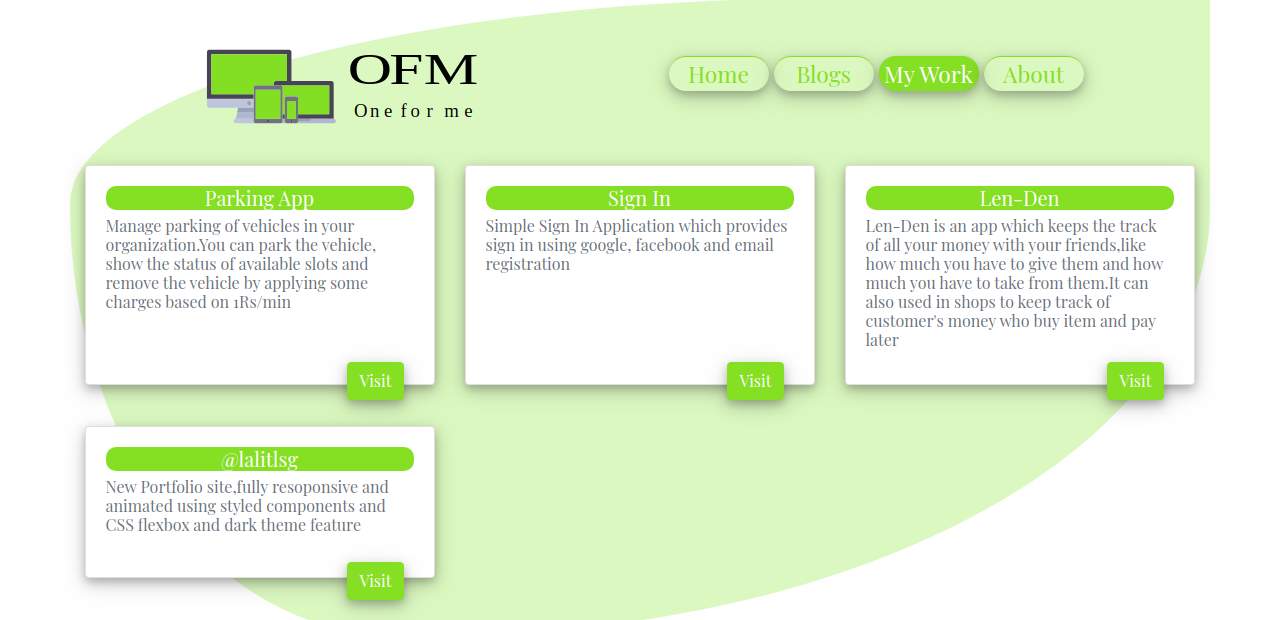 OFM
One for me
Home Blogs My Work About
Parking App
Manage parking of vehicles in your
organization.You can park the vehicle,
show the status of available slots and
remove the vehicle by applying some
charges based on 1Rs/min
Visit
Sign In
Simple Sign In Application which provides
sign in using google, facebook and email
registration
Visit
Len-Den
Len-Den is an app which keeps the track
of all your money with your friends,like
how much you have to give them and how
much you have to take from them.It can
also used in shops to keep track of
customer's money who buy item and pay
later
Visit
@lalitlsg
New Portfolio site,fully resoponsive and
animated using styled components and
CSS flexbox and dark theme feature
Visit